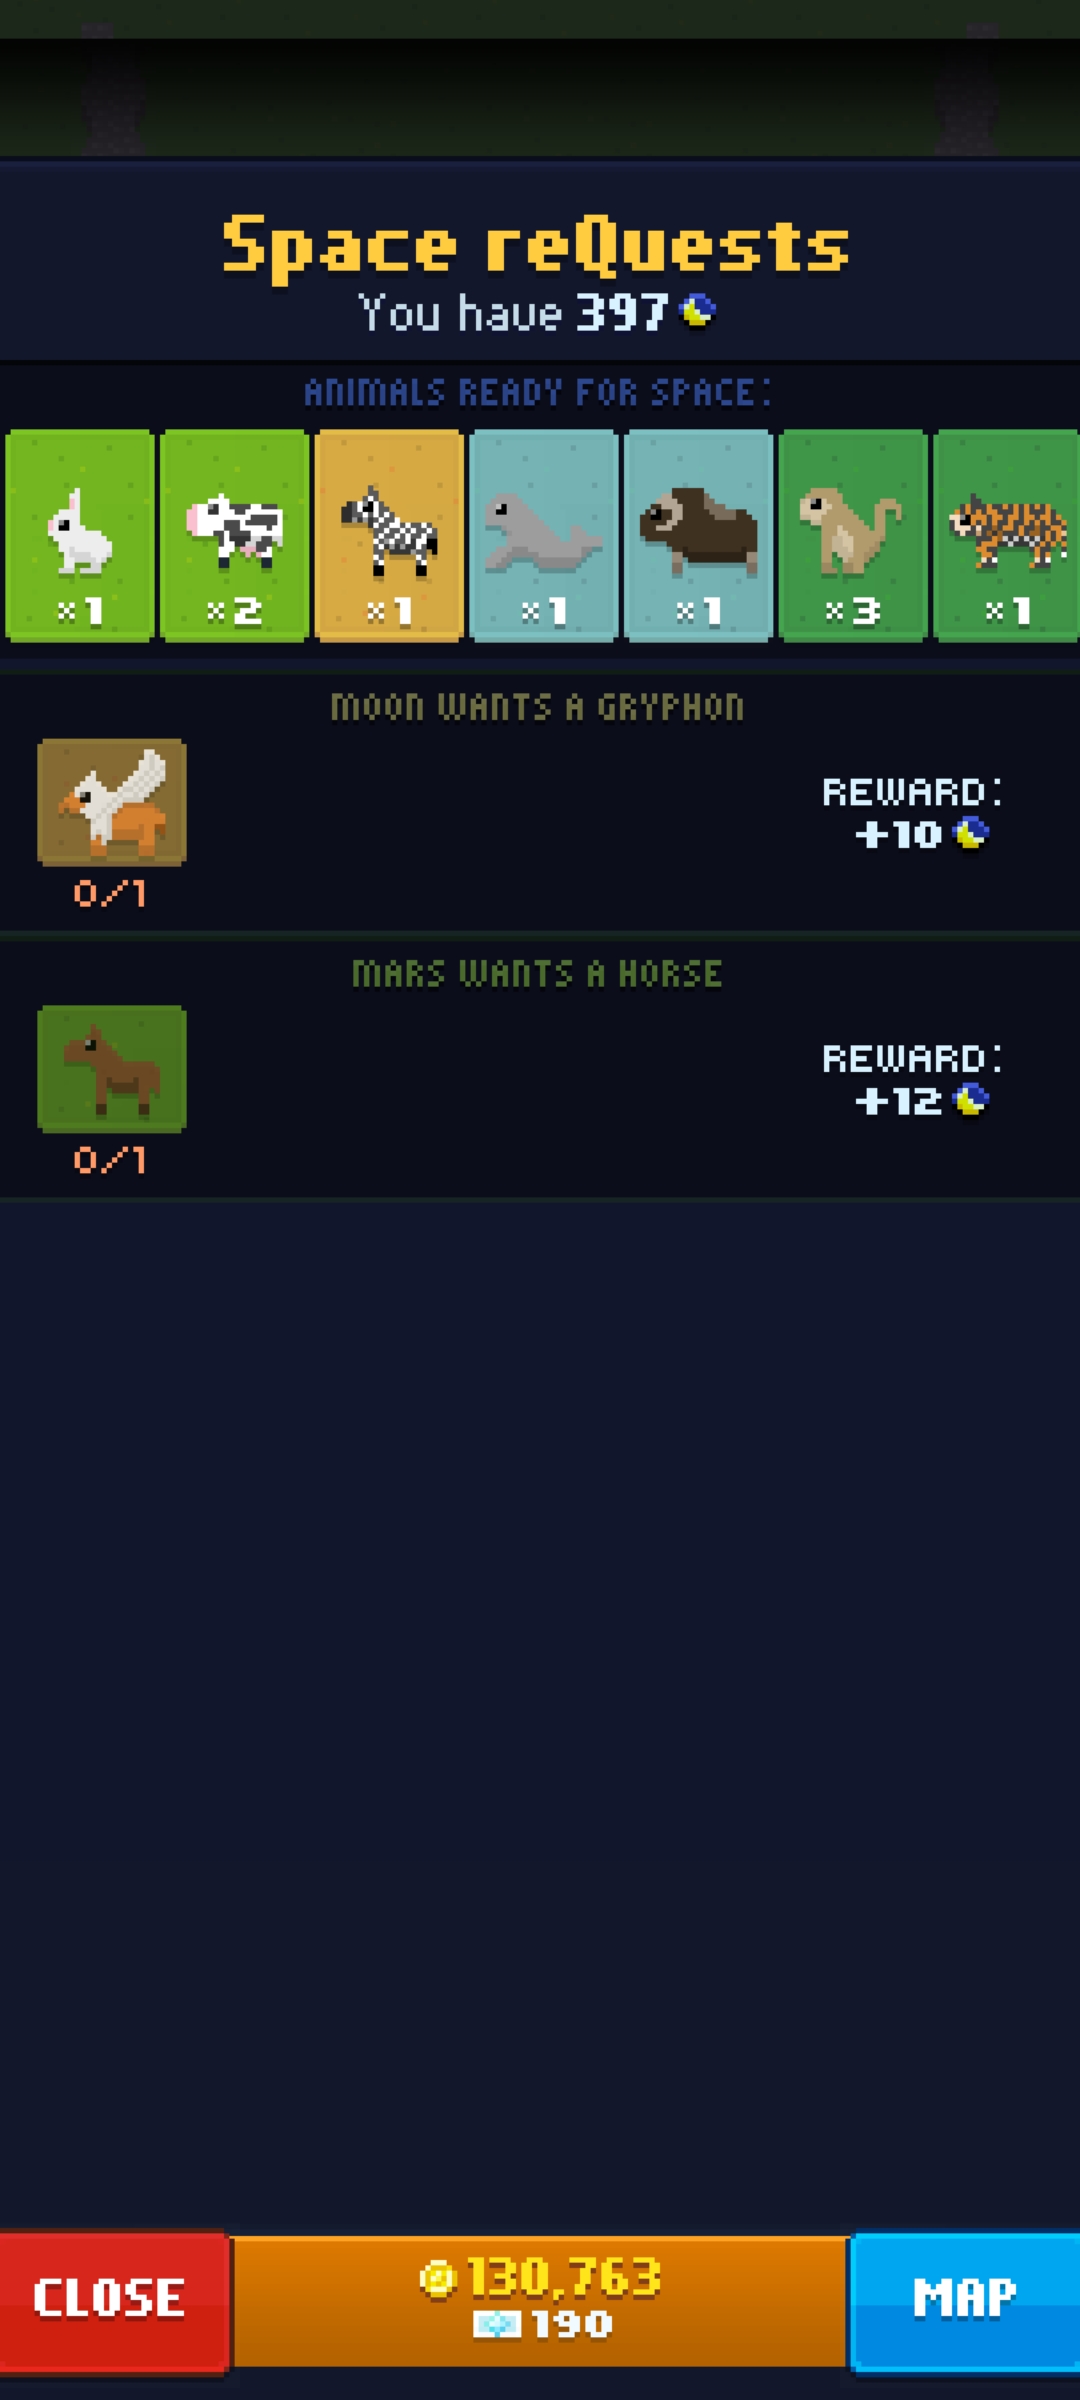 Space reQuests
You have 397
ANIMALS READY FOR SPACE:
×1 ×2 ×1 ×1 ×1 ×3 ×1
MOON WANTS A GRYPHON
REWARD:
+10
0/1
MARS WANTS A HORSE
REWARD:
+12
0/1
CLOSE
130,763
190
MAP